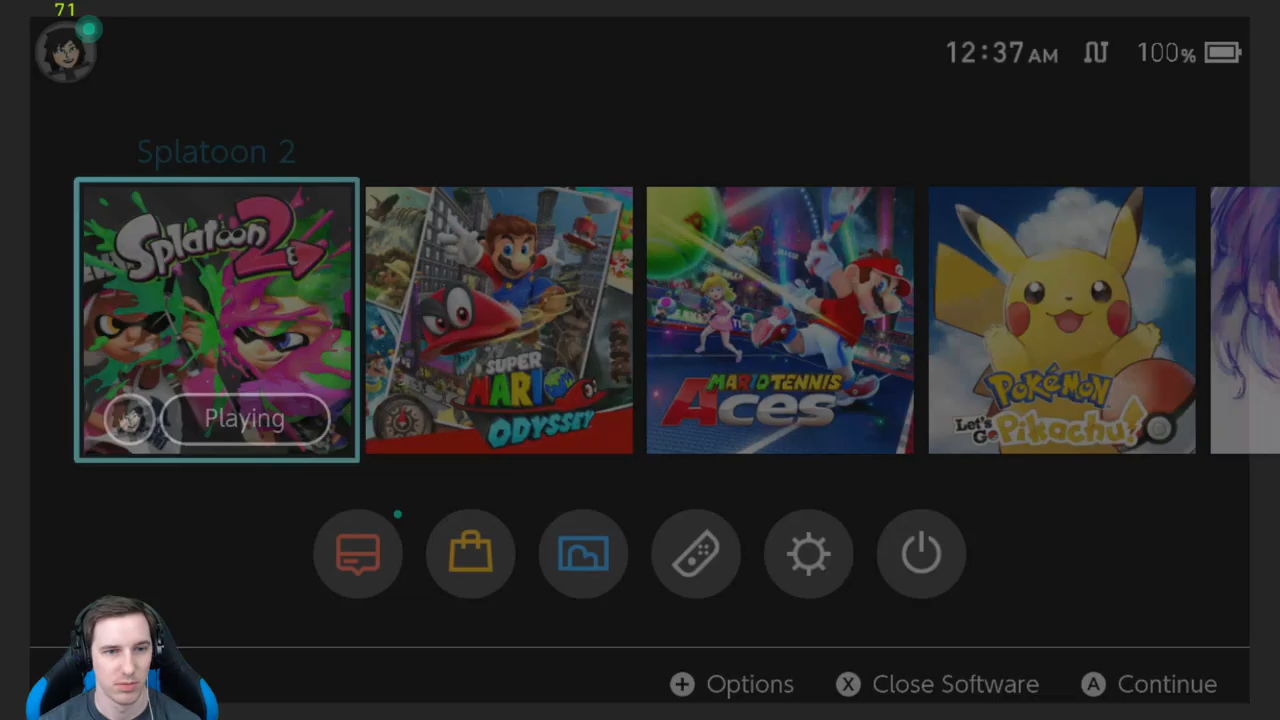 71
12:37 AM 100%
Splatoon 2
Splatoon 2
Playing
SUPER
MARIO
ODYSSEY
MARIO TENNIS
ACES
POKÉMON
Let's Go Pikachu!
Options
X Close Software
A Continue